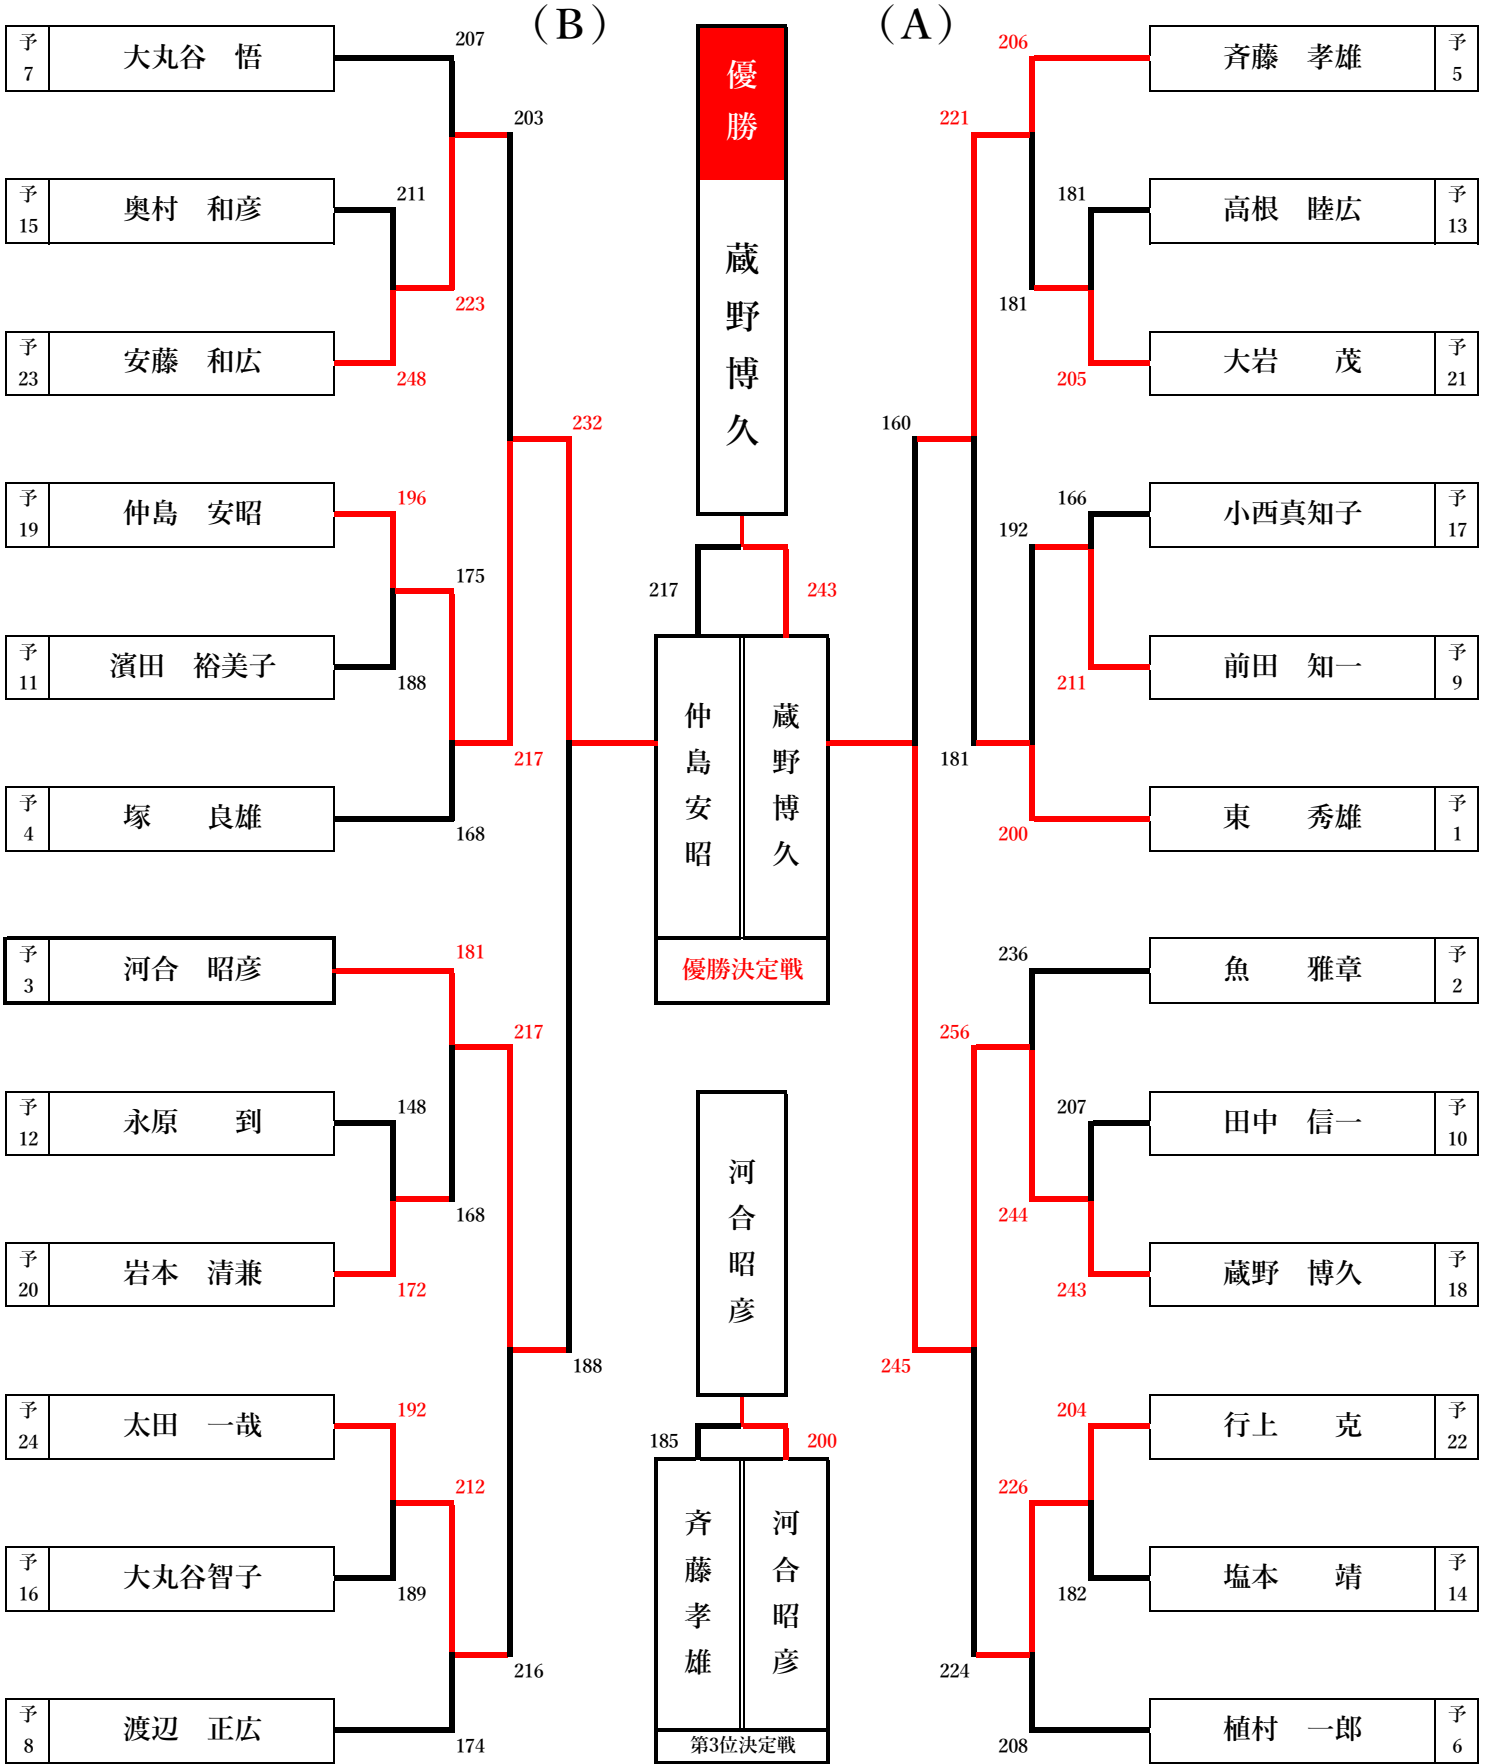 （B）
（A）
予
7
大丸谷　悟
207
203
予
15
奥村　和彦
211
223
予
23
安藤　和広
248
232
予
19
仲島　安昭
196
175
予
11
濱田　裕美子
188
217
予
4
塚　　良雄
168
予
3
河合　昭彦
181
217
予
12
永原　　到
148
168
予
20
岩本　清兼
172
188
予
24
太田　一哉
192
212
予
16
大丸谷智子
189
216
予
8
渡辺　正広
174
優勝
蔵野博久
217
243
仲島安昭
蔵野博久
優勝決定戦
河合昭彦
185
200
斉藤孝雄
河合昭彦
第3位決定戦
206
斉藤　孝雄
予
5
221
181
高根　睦広
予
13
181
205
大岩　　茂
予
21
160
166
小西真知子
予
17
192
211
前田　知一
予
9
181
200
東　　秀雄
予
1
236
魚　　雅章
予
2
256
207
田中　信一
予
10
244
243
蔵野　博久
予
18
245
204
行上　　克
予
22
226
182
塩本　　靖
予
14
224
208
植村　一郎
予
6